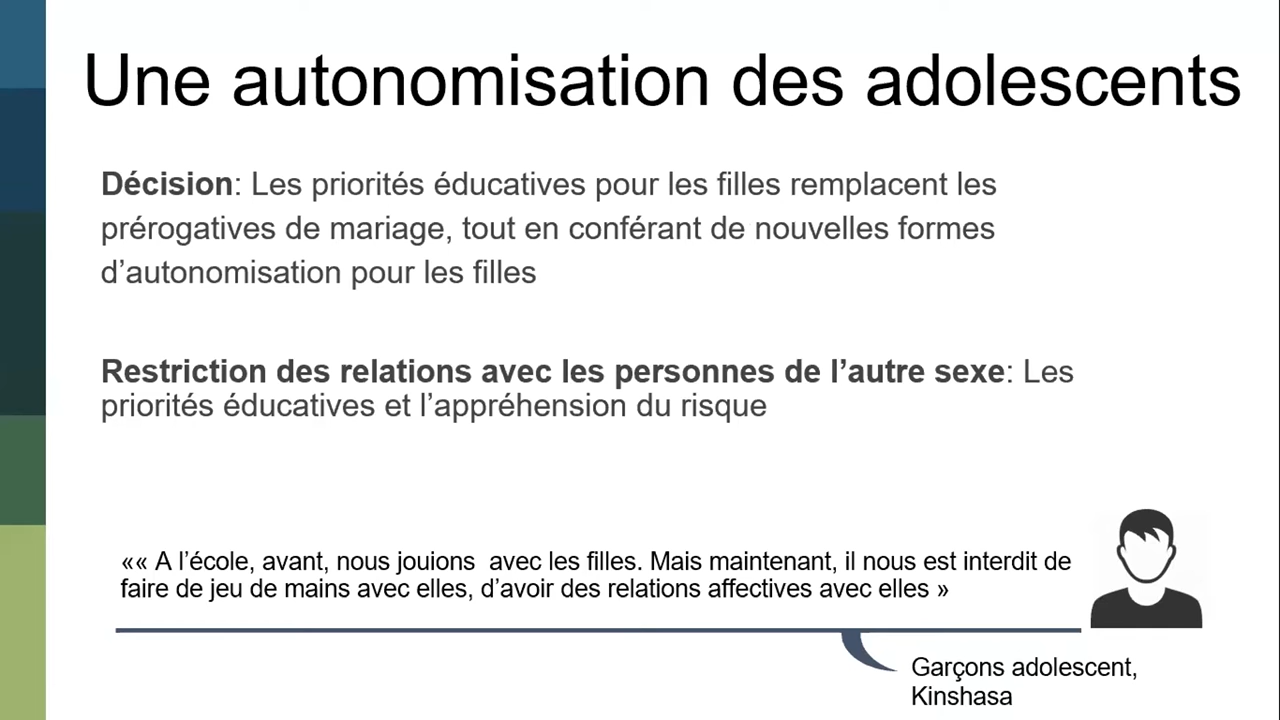 Une autonomisation des adolescents
Décision: Les priorités éducatives pour les filles remplacent les
prérogatives de mariage, tout en conférant de nouvelles formes
d’autonomisation pour les filles
Restriction des relations avec les personnes de l’autre sexe: Les
priorités éducatives et l’appréhension du risque
«« A l’école, avant, nous jouions  avec les filles. Mais maintenant, il nous est interdit de
faire de jeu de mains avec elles, d’avoir des relations affectives avec elles »
Garçons adolescent,
Kinshasa